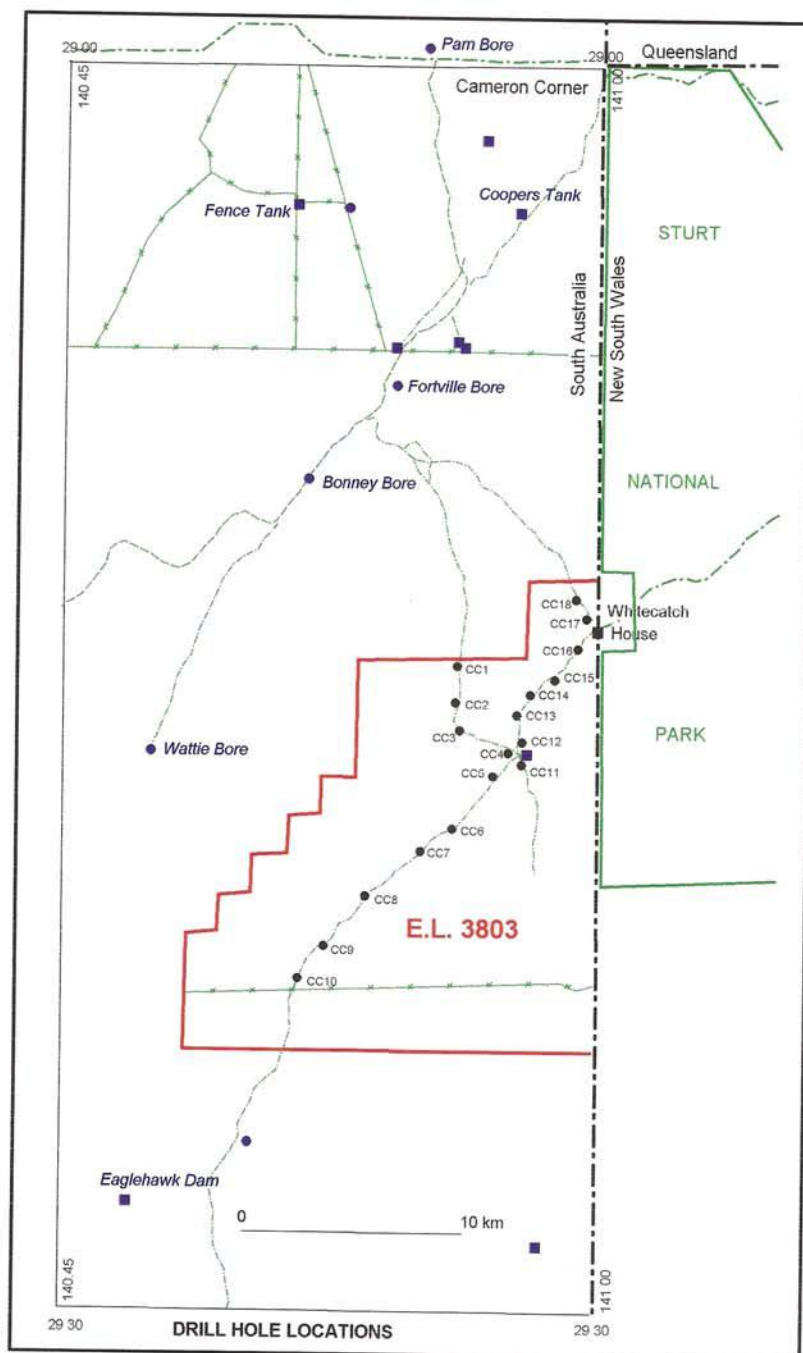 Pam Bore
29 00
29 00
Queensland
140 45
Cameron Corner
141 00
Coopers Tank
Fence Tank
STURT
South Australia
New South Wales
Fortville Bore
Bonney Bore
NATIONAL
CC18
Whitecatch
CC17
House
CC16
CC1
CC15
CC2
CC14
CC13
PARK
CC3
CC12
Wattie Bore
CC4
CC11
CC5
CC6
CC7
CC8
E.L. 3803
CC9
CC10
Eaglehawk Dam
0
10 km
140 45
141 00
29 30
DRILL HOLE LOCATIONS
29 30